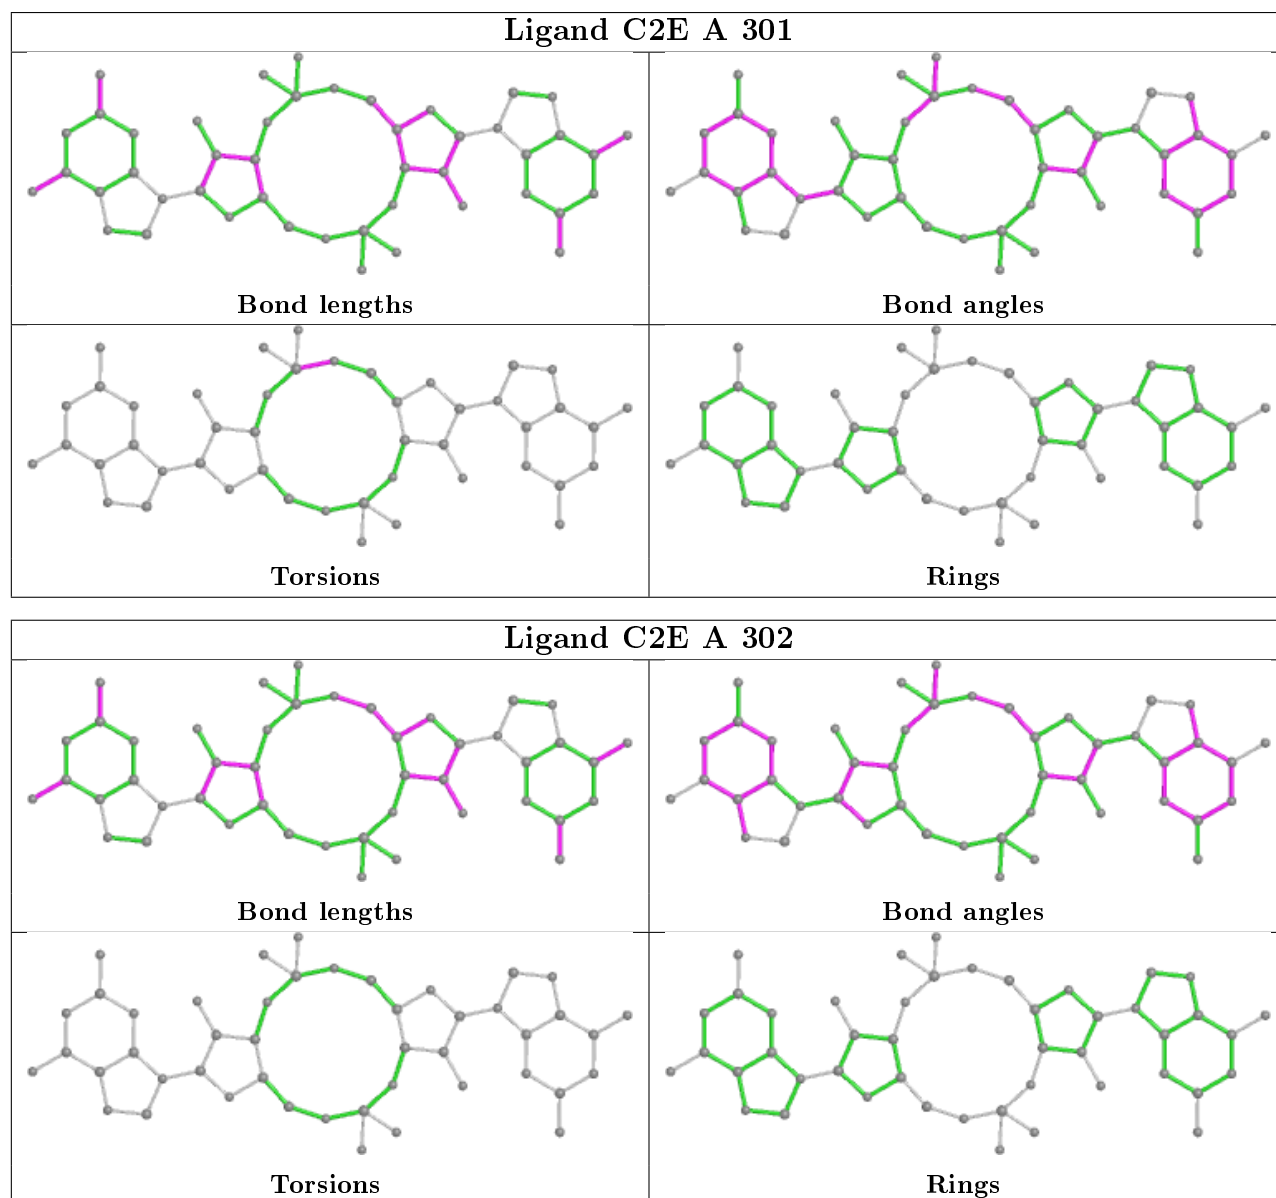 Ligand C2E A 301
Bond lengths
Bond angles
Torsions
Rings
Ligand C2E A 302
Bond lengths
Bond angles
Torsions
Rings